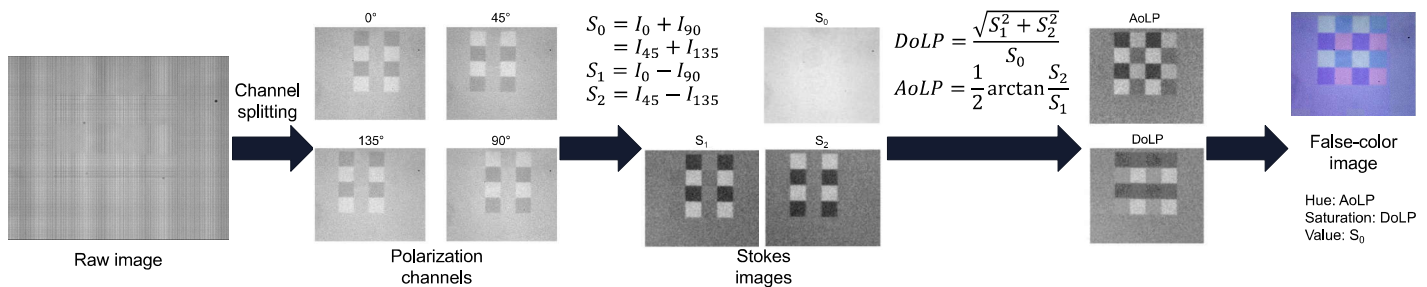 Raw image
Channel
splitting
0°
45°
135°
90°
Polarization
channels
S₀ = I₀ + I₉₀
= I₄₅ + I₁₃₅
S₁ = I₀ − I₉₀
S₂ = I₄₅ − I₁₃₅
S₀
S₁
S₂
Stokes
images
DoLP = √(S₁² + S₂²) / S₀
AoLP = 1/2 arctan S₂/S₁
AoLP
DoLP
False-color
image
Hue: AoLP
Saturation: DoLP
Value: S₀